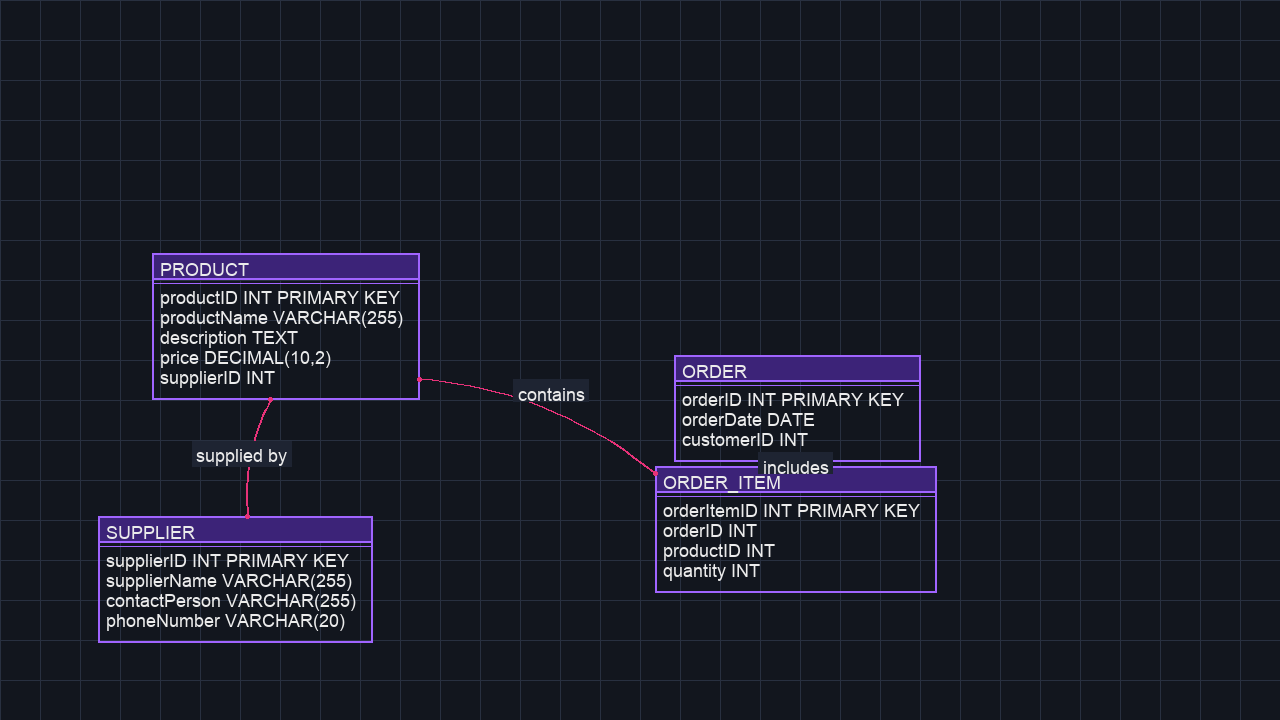 PRODUCT
productID INT PRIMARY KEY
productName VARCHAR(255)
description TEXT
price DECIMAL(10,2)
supplierID INT
contains
supplied by
SUPPLIER
supplierID INT PRIMARY KEY
supplierName VARCHAR(255)
contactPerson VARCHAR(255)
phoneNumber VARCHAR(20)
ORDER
orderID INT PRIMARY KEY
orderDate DATE
customerID INT
includes
ORDER_ITEM
orderItemID INT PRIMARY KEY
orderID INT
productID INT
quantity INT